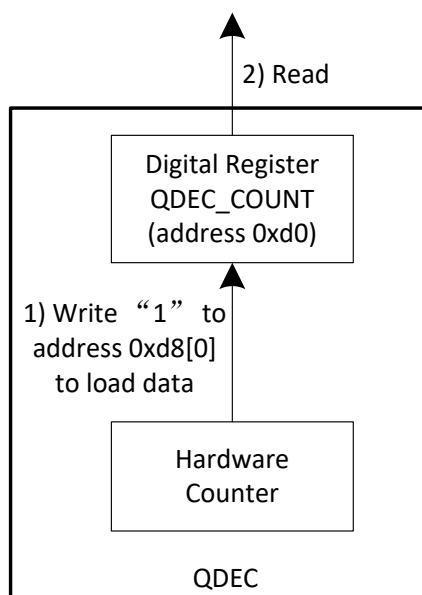 2) Read
Digital Register
QDEC_COUNT
(address 0xd0)
1) Write “1” to
address 0xd8[0]
to load data
Hardware
Counter
QDEC